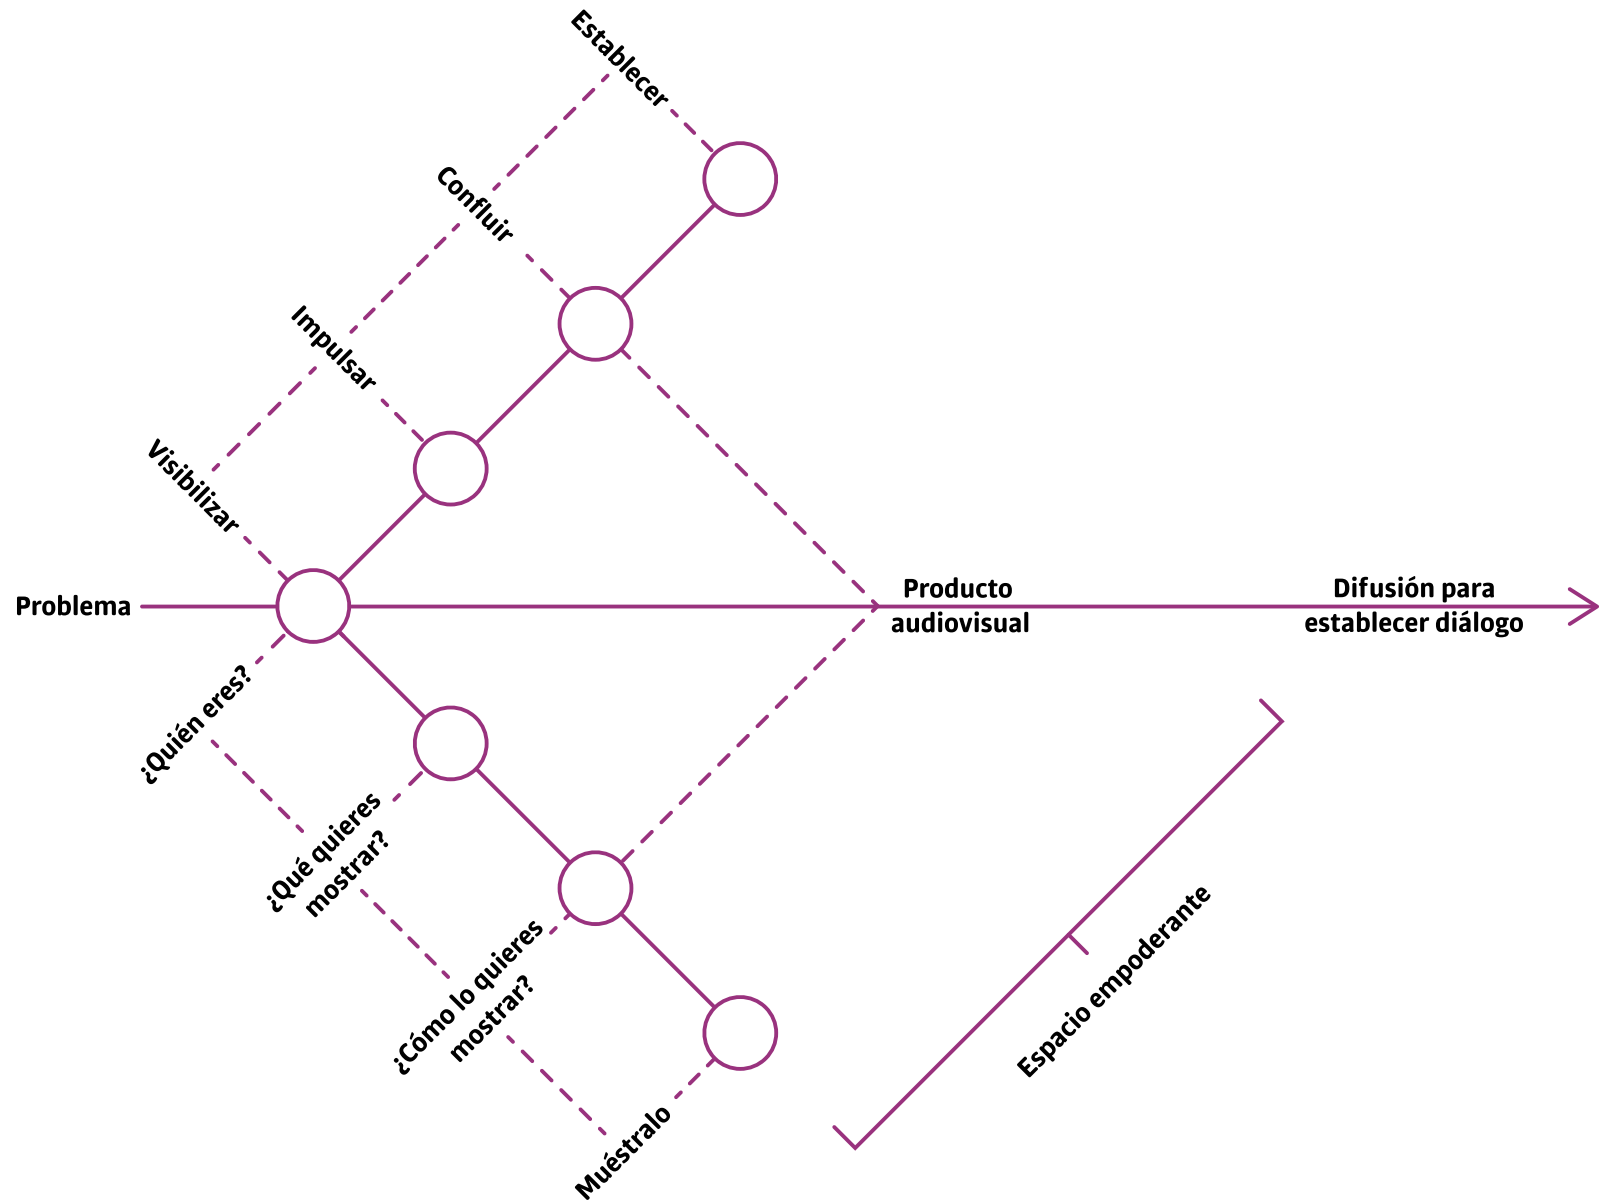 Establecer
Confluir
Impulsar
Visibilizar
Problema
Producto
audiovisual
Difusión para
establecer diálogo
¿Quién eres?
¿Qué quieres
mostrar?
¿Cómo lo quieres
mostrar?
Muéstralo
Espacio empoderante